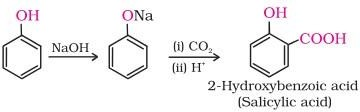 OH
NaOH
ONa
(i) CO₂
(ii) H⁺
OH
COOH
2-Hydroxybenzoic acid
(Salicylic acid)